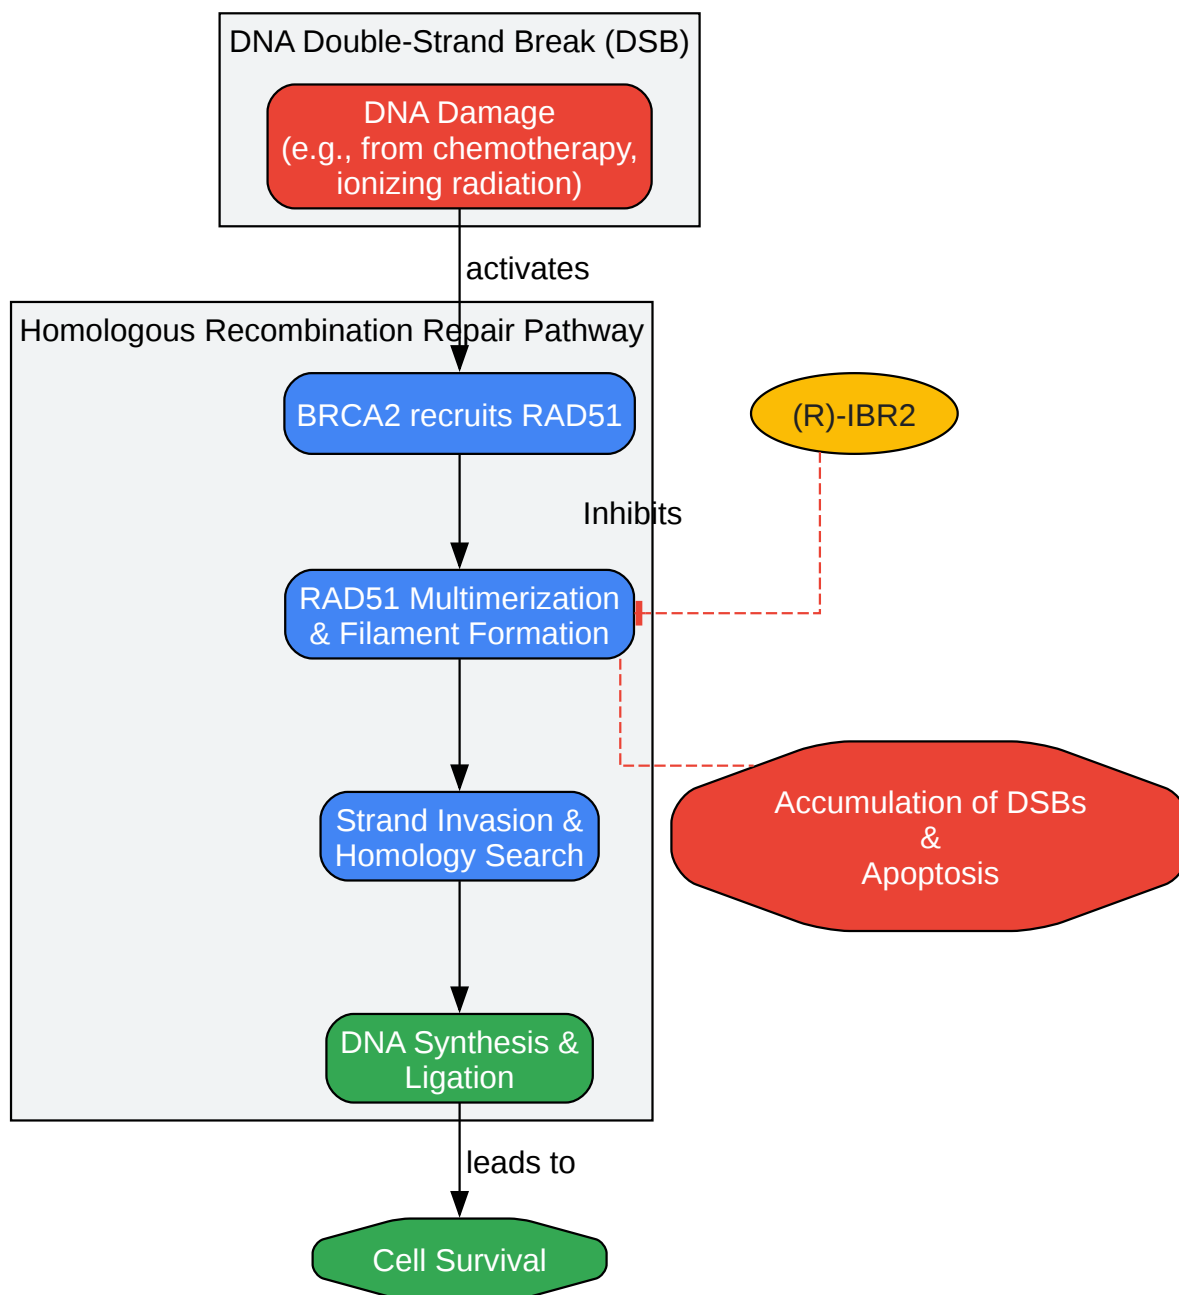 DNA Double-Strand Break (DSB)
DNA Damage
(e.g., from chemotherapy,
ionizing radiation)
activates
Homologous Recombination Repair Pathway
BRCA2 recruits RAD51
(R)-IBR2
Inhibits
RAD51 Multimerization
& Filament Formation
Strand Invasion &
Homology Search
Accumulation of DSBs
&
Apoptosis
DNA Synthesis &
Ligation
leads to
Cell Survival